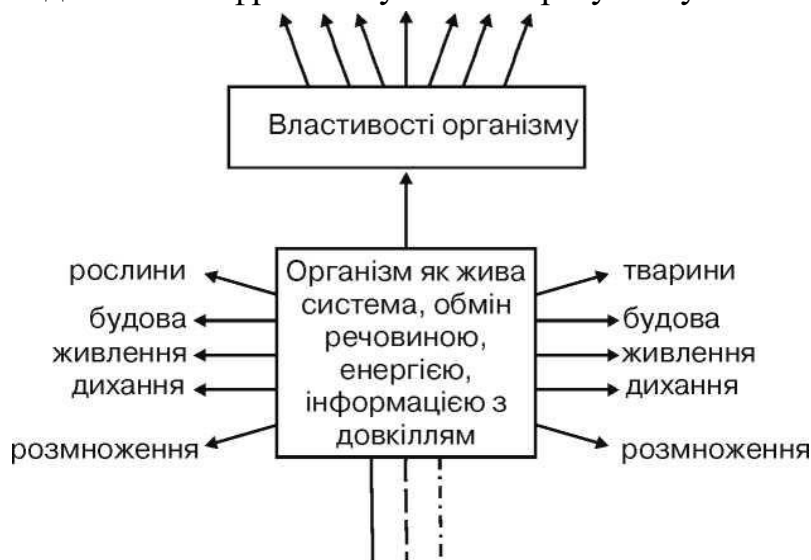 Властивості організму
рослини
будова
живлення
дихання
розмноження
Організм як жива
система, обмін
речовиною,
енергією,
інформацією з
довкіллям
тварини
будова
живлення
дихання
розмноження